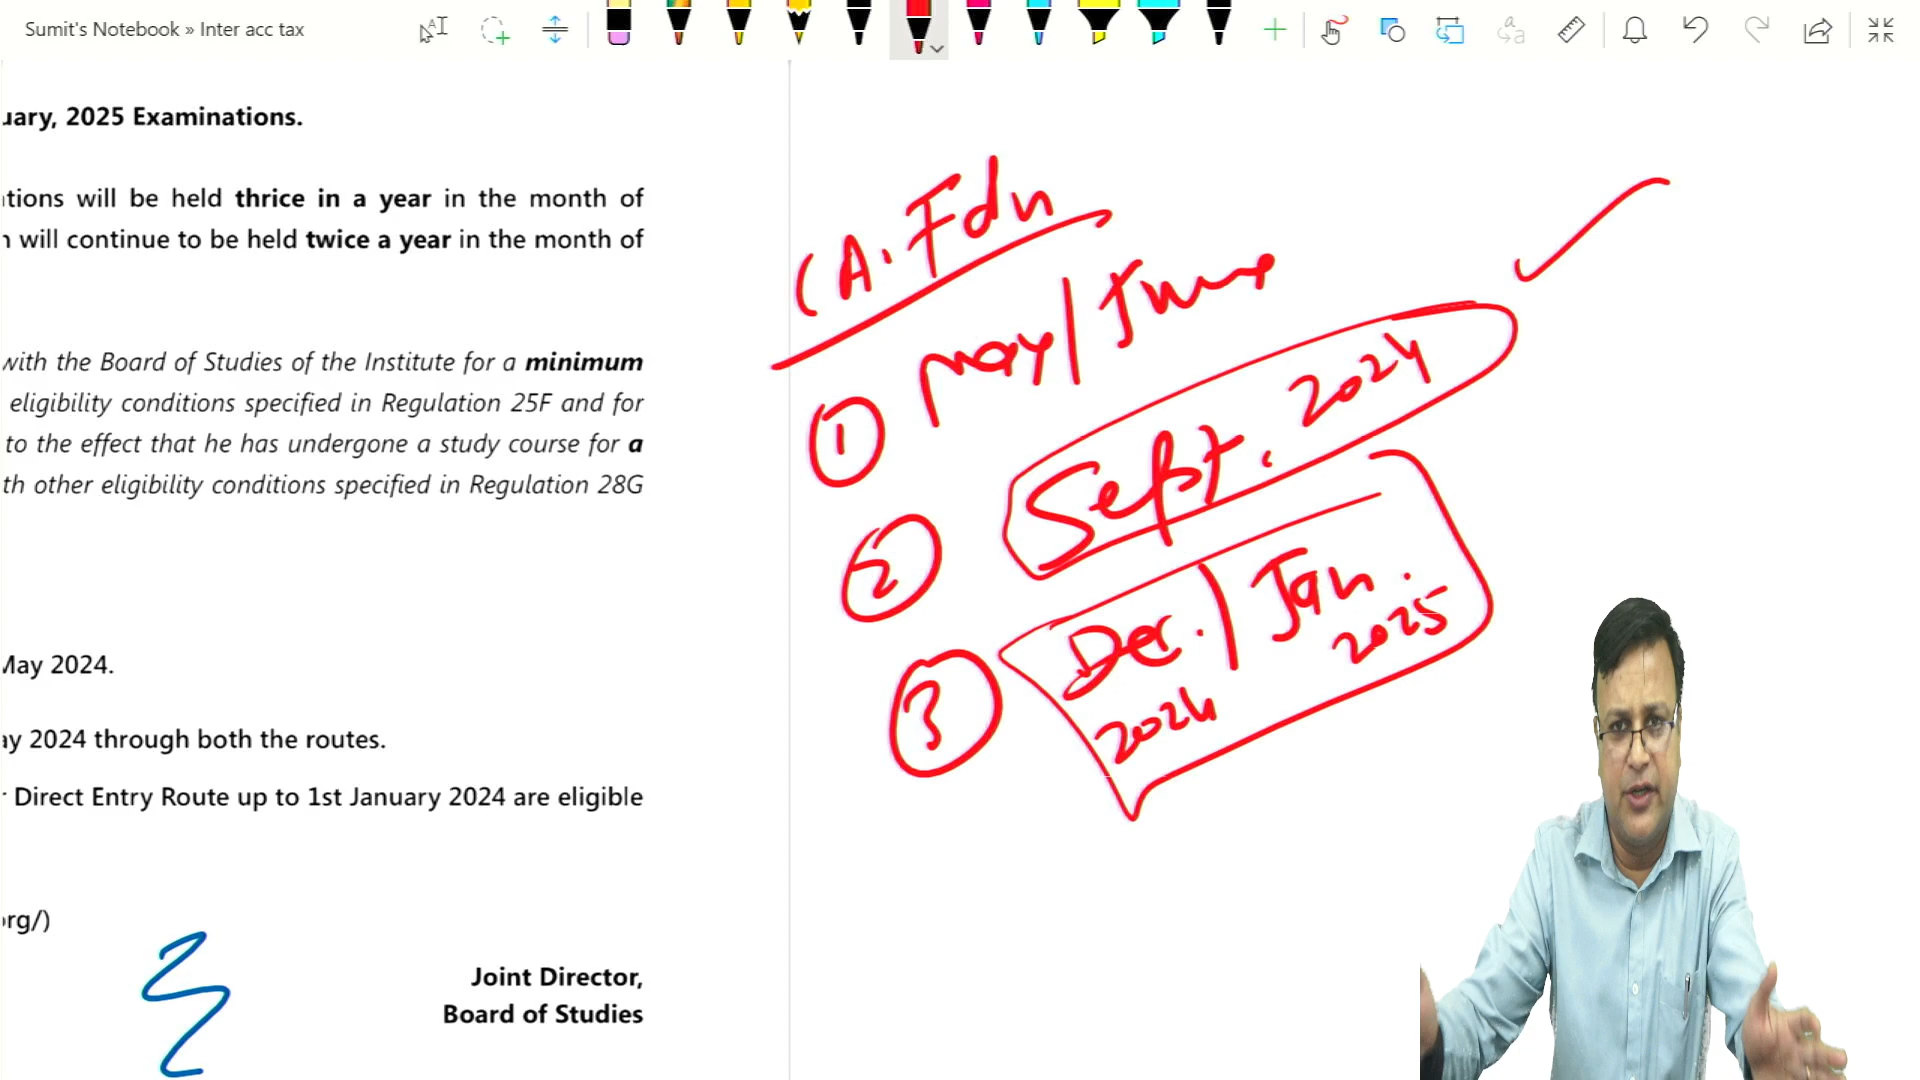 Sumit's Notebook » Inter acc tax
uary, 2025 Examinations.
tions will be held thrice in a year in the month of
n will continue to be held twice a year in the month of
with the Board of Studies of the Institute for a minimum
eligibility conditions specified in Regulation 25F and for
to the effect that he has undergone a study course for a
th other eligibility conditions specified in Regulation 28G
May 2024.
ay 2024 through both the routes.
r Direct Entry Route up to 1st January 2024 are eligible
org/)
Joint Director,
Board of Studies
CA. Fdn
1 May/June
2 Sept. 2024
3 Dec. / Jan.
2024 2025